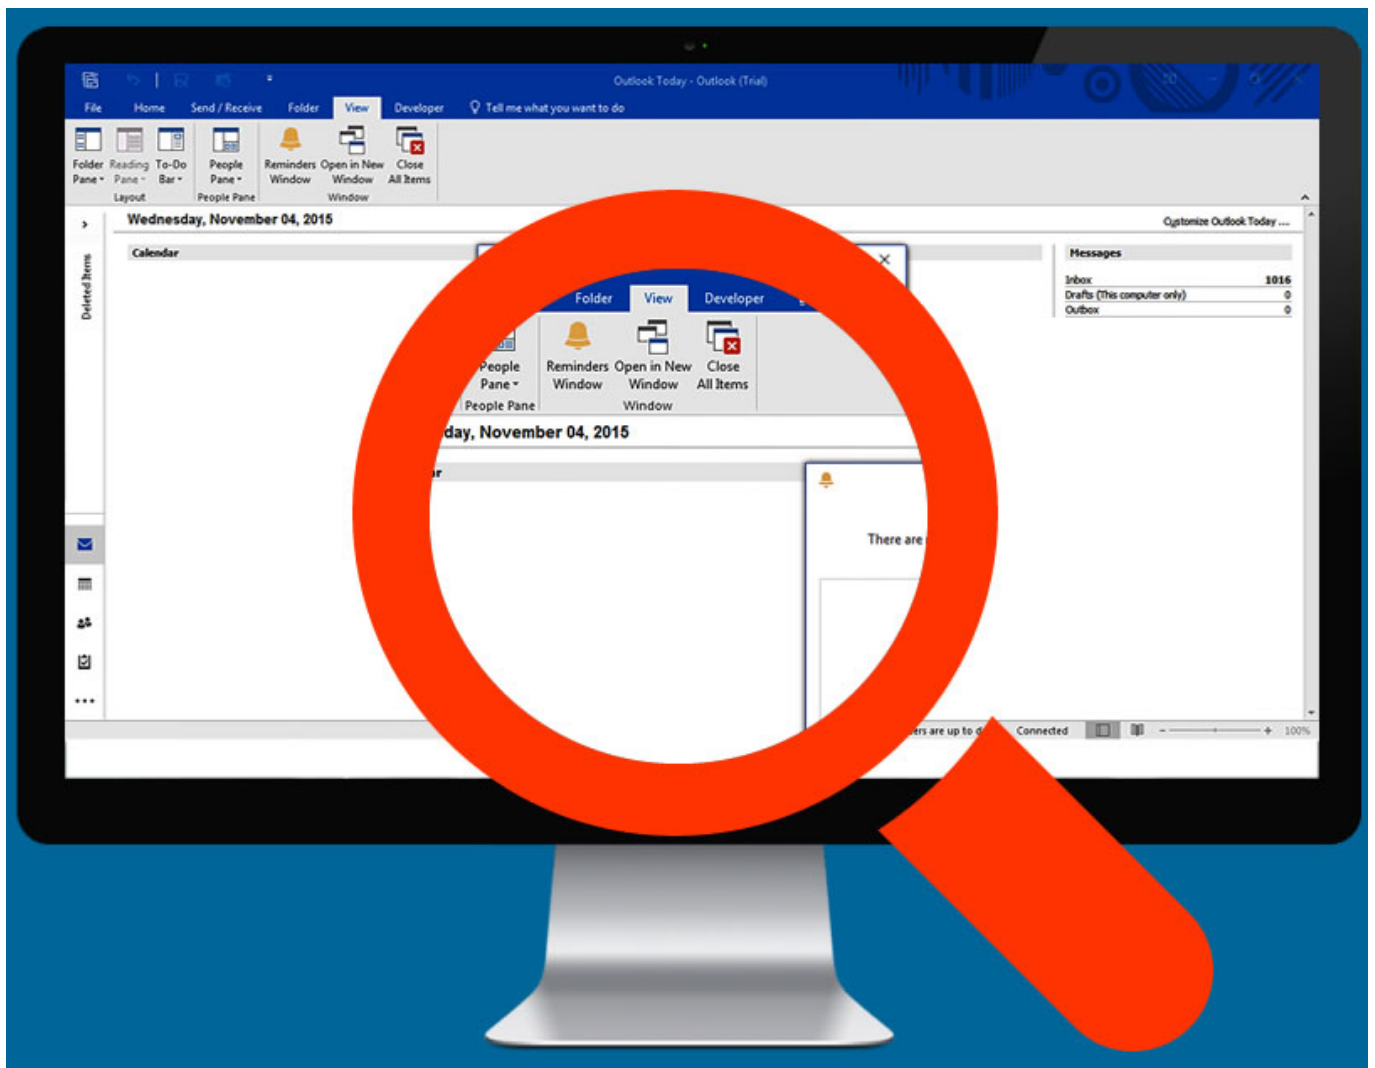 Outlook Today - Outlook (Trial)
File Home Send / Receive Folder View Developer Tell me what you want to do
Folder Pane
Reading Pane
To-Do Bar
People Pane
Reminders Window
Open in New Window
Close All Items
Layout People Pane Window
Wednesday, November 04, 2015
Customize Outlook Today ....
Deleted Items
Calendar
Messages
Inbox 1016
Drafts (This computer only) 0
Outbox 0
Folder View Developer
People Pane
Reminders Window
Open in New Window
Close All Items
People Pane Window
day, November 04, 2015
There are
are up to Connected 100%